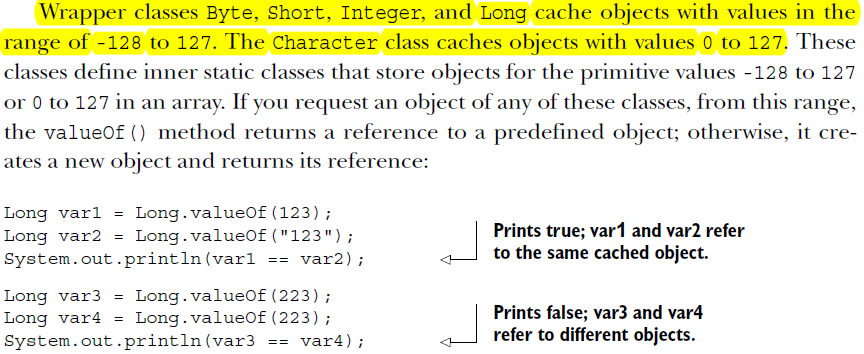 Wrapper classes Byte, Short, Integer, and Long cache objects with values in the
range of -128 to 127. The Character class caches objects with values 0 to 127. These
classes define inner static classes that store objects for the primitive values -128 to 127
or 0 to 127 in an array. If you request an object of any of these classes, from this range,
the valueOf() method returns a reference to a predefined object; otherwise, it cre-
ates a new object and returns its reference:
Long var1 = Long.valueOf(123);
Long var2 = Long.valueOf("123");
System.out.println(var1 == var2);
Prints true; var1 and var2 refer
to the same cached object.
Long var3 = Long.valueOf(223);
Long var4 = Long.valueOf(223);
System.out.println(var3 == var4);
Prints false; var3 and var4
refer to different objects.